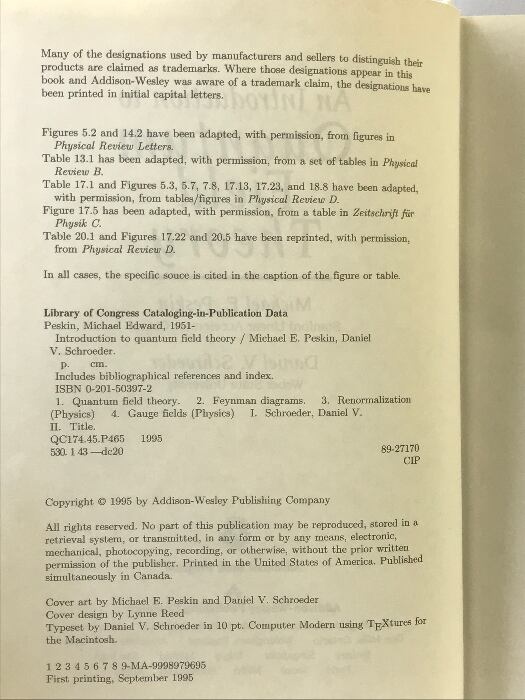 Many of the designations used by manufacturers and sellers to distinguish their
products are claimed as trademarks. Where those designations appear in this
book and Addison-Wesley was aware of a trademark claim, the designations have
been printed in initial capital letters.
Figures 5.2 and 14.2 have been adapted, with permission, from figures in
Physical Review Letters.
Table 13.1 has been adapted, with permission, from a set of tables in Physical
Review B.
Table 17.1 and Figures 5.3, 5.7, 7.8, 17.13, 17.23, and 18.8 have been adapted,
with permission, from tables/figures in Physical Review D.
Figure 17.5 has been adapted, with permission, from a table in Zeitschrift für
Physik C.
Table 20.1 and Figures 17.22 and 20.5 have been reprinted, with permission,
from Physical Review D.
In all cases, the specific souce is cited in the caption of the figure or table.
Library of Congress Cataloging-in-Publication Data
Peskin, Michael Edward, 1951-
Introduction to quantum field theory / Michael E. Peskin, Daniel
V. Schroeder.
p. cm.
Includes bibliographical references and index.
ISBN 0-201-50397-2
1. Quantum field theory. 2. Feynman diagrams. 3. Renormalization
(Physics) 4. Gauge fields (Physics) I. Schroeder, Daniel V.
II. Title.
QC174.45.P465 1995
530. 1 43 —dc20 89-27170
CIP
Copyright © 1995 by Addison-Wesley Publishing Company
All rights reserved. No part of this publication may be reproduced, stored in a
retrieval system, or transmitted, in any form or by any means, electronic,
mechanical, photocopying, recording, or otherwise, without the prior written
permission of the publisher. Printed in the United States of America. Published
simultaneously in Canada.
Cover art by Michael E. Peskin and Daniel V. Schroeder
Cover design by Lynne Reed
Typeset by Daniel V. Schroeder in 10 pt. Computer Modern using TEXtures for
the Macintosh.
1 2 3 4 5 6 7 8 9-MA-9998979695
First printing, September 1995